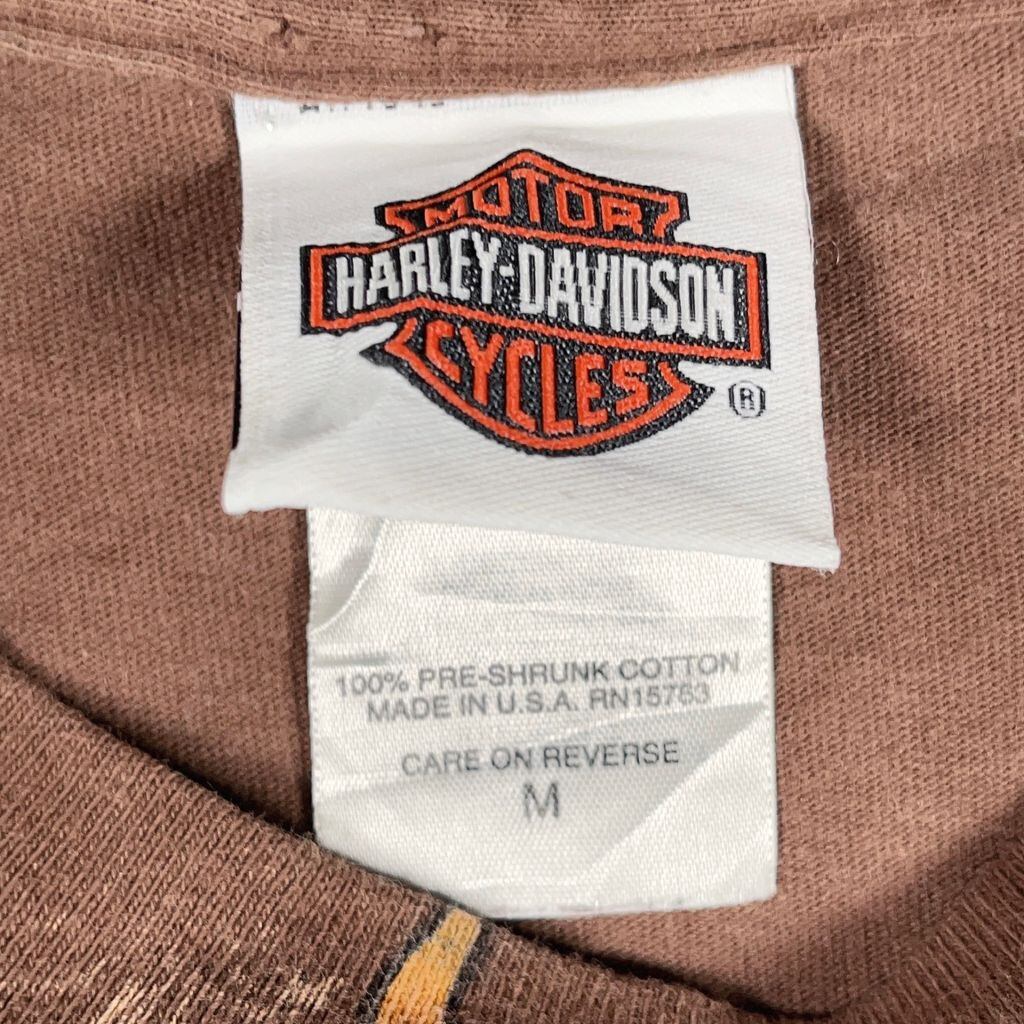 MOTOR
HARLEY-DAVIDSON
CYCLES
®
100% PRE-SHRUNK COTTON
MADE IN U.S.A. RN15763
CARE ON REVERSE
M